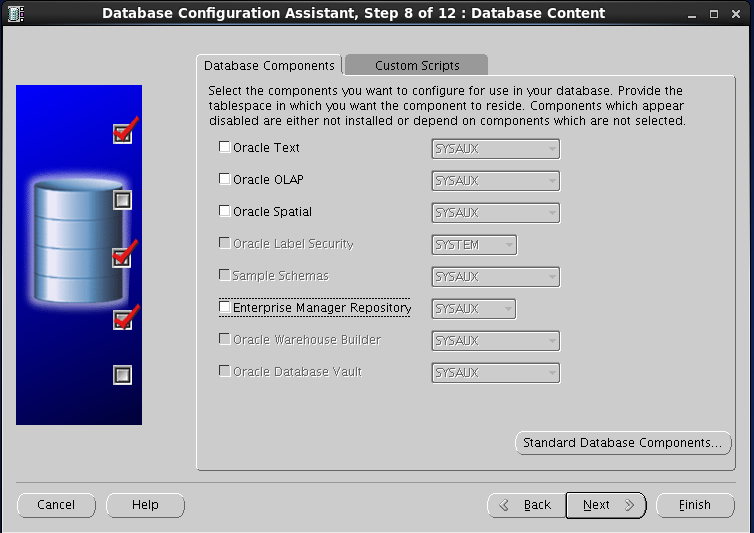 Database Configuration Assistant, Step 8 of 12 : Database Content
Database Components
Custom Scripts
Select the components you want to configure for use in your database. Provide the
tablespace in which you want the component to reside. Components which appear
disabled are either not installed or depend on components which are not selected.
Oracle Text SYSAUX
Oracle OLAP SYSAUX
Oracle Spatial SYSAUX
Oracle Label Security SYSTEM
Sample Schemas SYSAUX
Enterprise Manager Repository SYSAUX
Oracle Warehouse Builder SYSAUX
Oracle Database Vault SYSAUX
Standard Database Components...
Cancel Help Back Next Finish